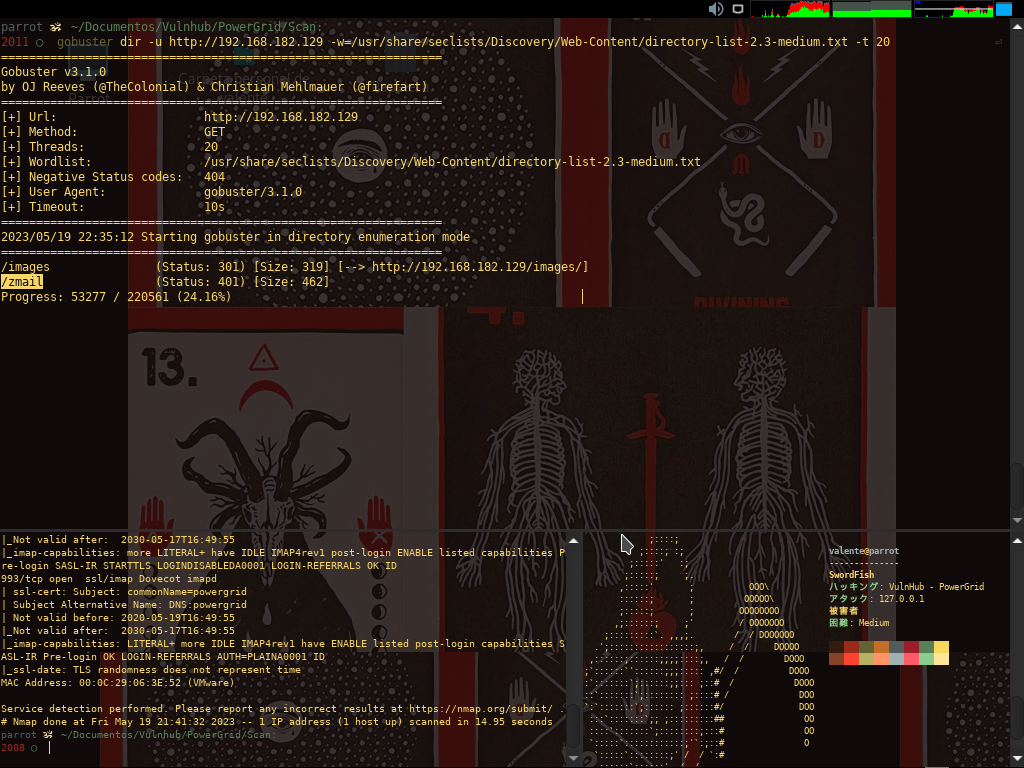 parrot ॐ ~/Documentos/Vulnhub/PowerGrid/Scan:
2011 ○ gobuster dir -u http://192.168.182.129 -w=/usr/share/seclists/Discovery/Web-Content/directory-list-2.3-medium.txt -t 20
===============================================================
Gobuster v3.1.0
by OJ Reeves (@TheColonial) & Christian Mehlmauer (@firefart)
===============================================================
[+] Url: http://192.168.182.129
[+] Method: GET
[+] Threads: 20
[+] Wordlist: /usr/share/seclists/Discovery/Web-Content/directory-list-2.3-medium.txt
[+] Negative Status codes: 404
[+] User Agent: gobuster/3.1.0
[+] Timeout: 10s
===============================================================
2023/05/19 22:35:12 Starting gobuster in directory enumeration mode
===============================================================
/images (Status: 301) [Size: 319] [--> http://192.168.182.129/images/]
/zmail (Status: 401) [Size: 462]
Progress: 53277 / 220561 (24.16%)
DIVINING
13.
|_Not valid after: 2030-05-17T16:49:55
|_imap-capabilities: more LITERAL+ have IDLE IMAP4rev1 post-login ENABLE listed capabilities P
re-login SASL-IR STARTTLS LOGINDISABLEDA0001 LOGIN-REFERRALS OK ID
993/tcp open ssl/imap Dovecot imapd
| ssl-cert: Subject: commonName=powergrid
| Subject Alternative Name: DNS:powergrid
| Not valid before: 2020-05-19T16:49:55
|_Not valid after: 2030-05-17T16:49:55
|_imap-capabilities: LITERAL+ more IDLE IMAP4rev1 have ENABLE listed post-login capabilities S
ASL-IR Pre-login OK LOGIN-REFERRALS AUTH=PLAINA0001 ID
|_ssl-date: TLS randomness does not represent time
MAC Address: 00:0C:29:06:3E:52 (VMware)
Service detection performed. Please report any incorrect results at https://nmap.org/submit/ .
# Nmap done at Fri May 19 21:41:32 2023 -- 1 IP address (1 host up) scanned in 14.95 seconds
parrot ॐ ~/Documentos/Vulnhub/PowerGrid/Scan:
2008 ○
valente@parrot
--------------
SwordFish
ハッキング: VulnHub - PowerGrid
アタック: 127.0.0.1
被害者
困難: Medium